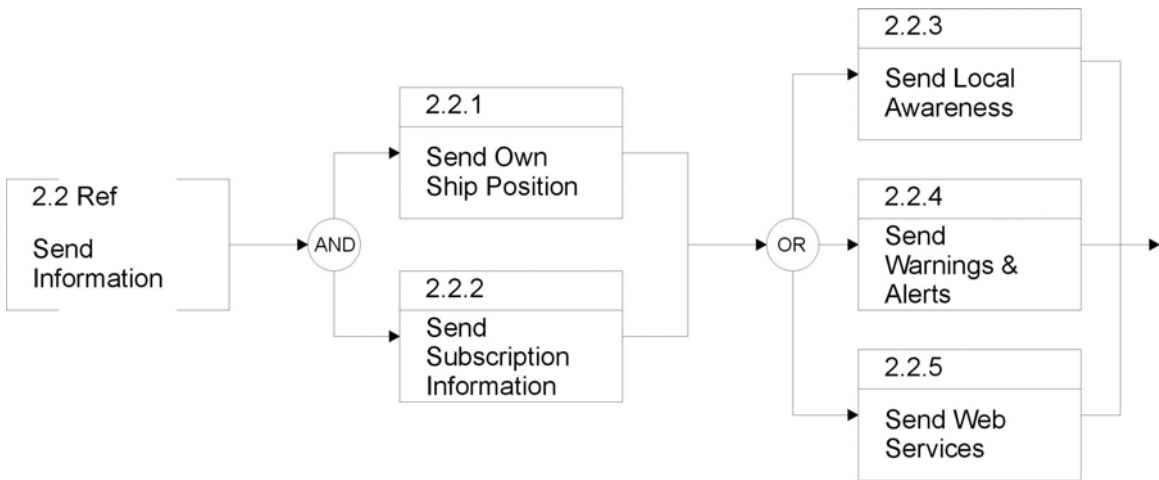 2.2 Ref
Send
Information
AND
2.2.1
Send Own
Ship Position
2.2.2
Send
Subscription
Information
OR
2.2.3
Send Local
Awareness
2.2.4
Send
Warnings &
Alerts
2.2.5
Send Web
Services